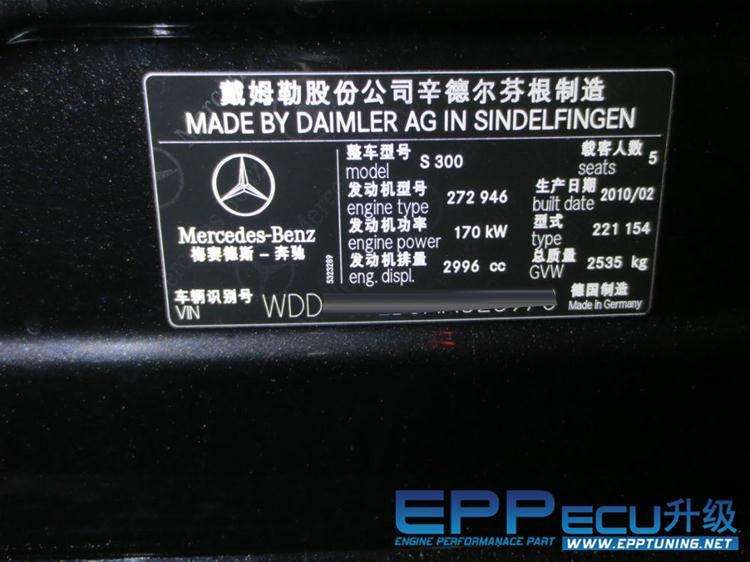 戴姆勒股份公司辛德尔芬根制造
MADE BY DAIMLER AG IN SINDELFINGEN
Mercedes-Benz
梅赛德斯－奔驰
整车型号 S 300 载客人数 5
model seats
发动机型号 272 946 生产日期 2010/02
engine type built date
发动机功率 170 kW 型式 221 154
engine power type
发动机排量 2996 cc 总质量 2535 kg
eng. displ. GVW
S323289
车辆识别号 WDD 德国制造
VIN Made in Germany
EPP ECU升级
ENGINE PERFORMANACE PART WWW.EPPTUNING.NET